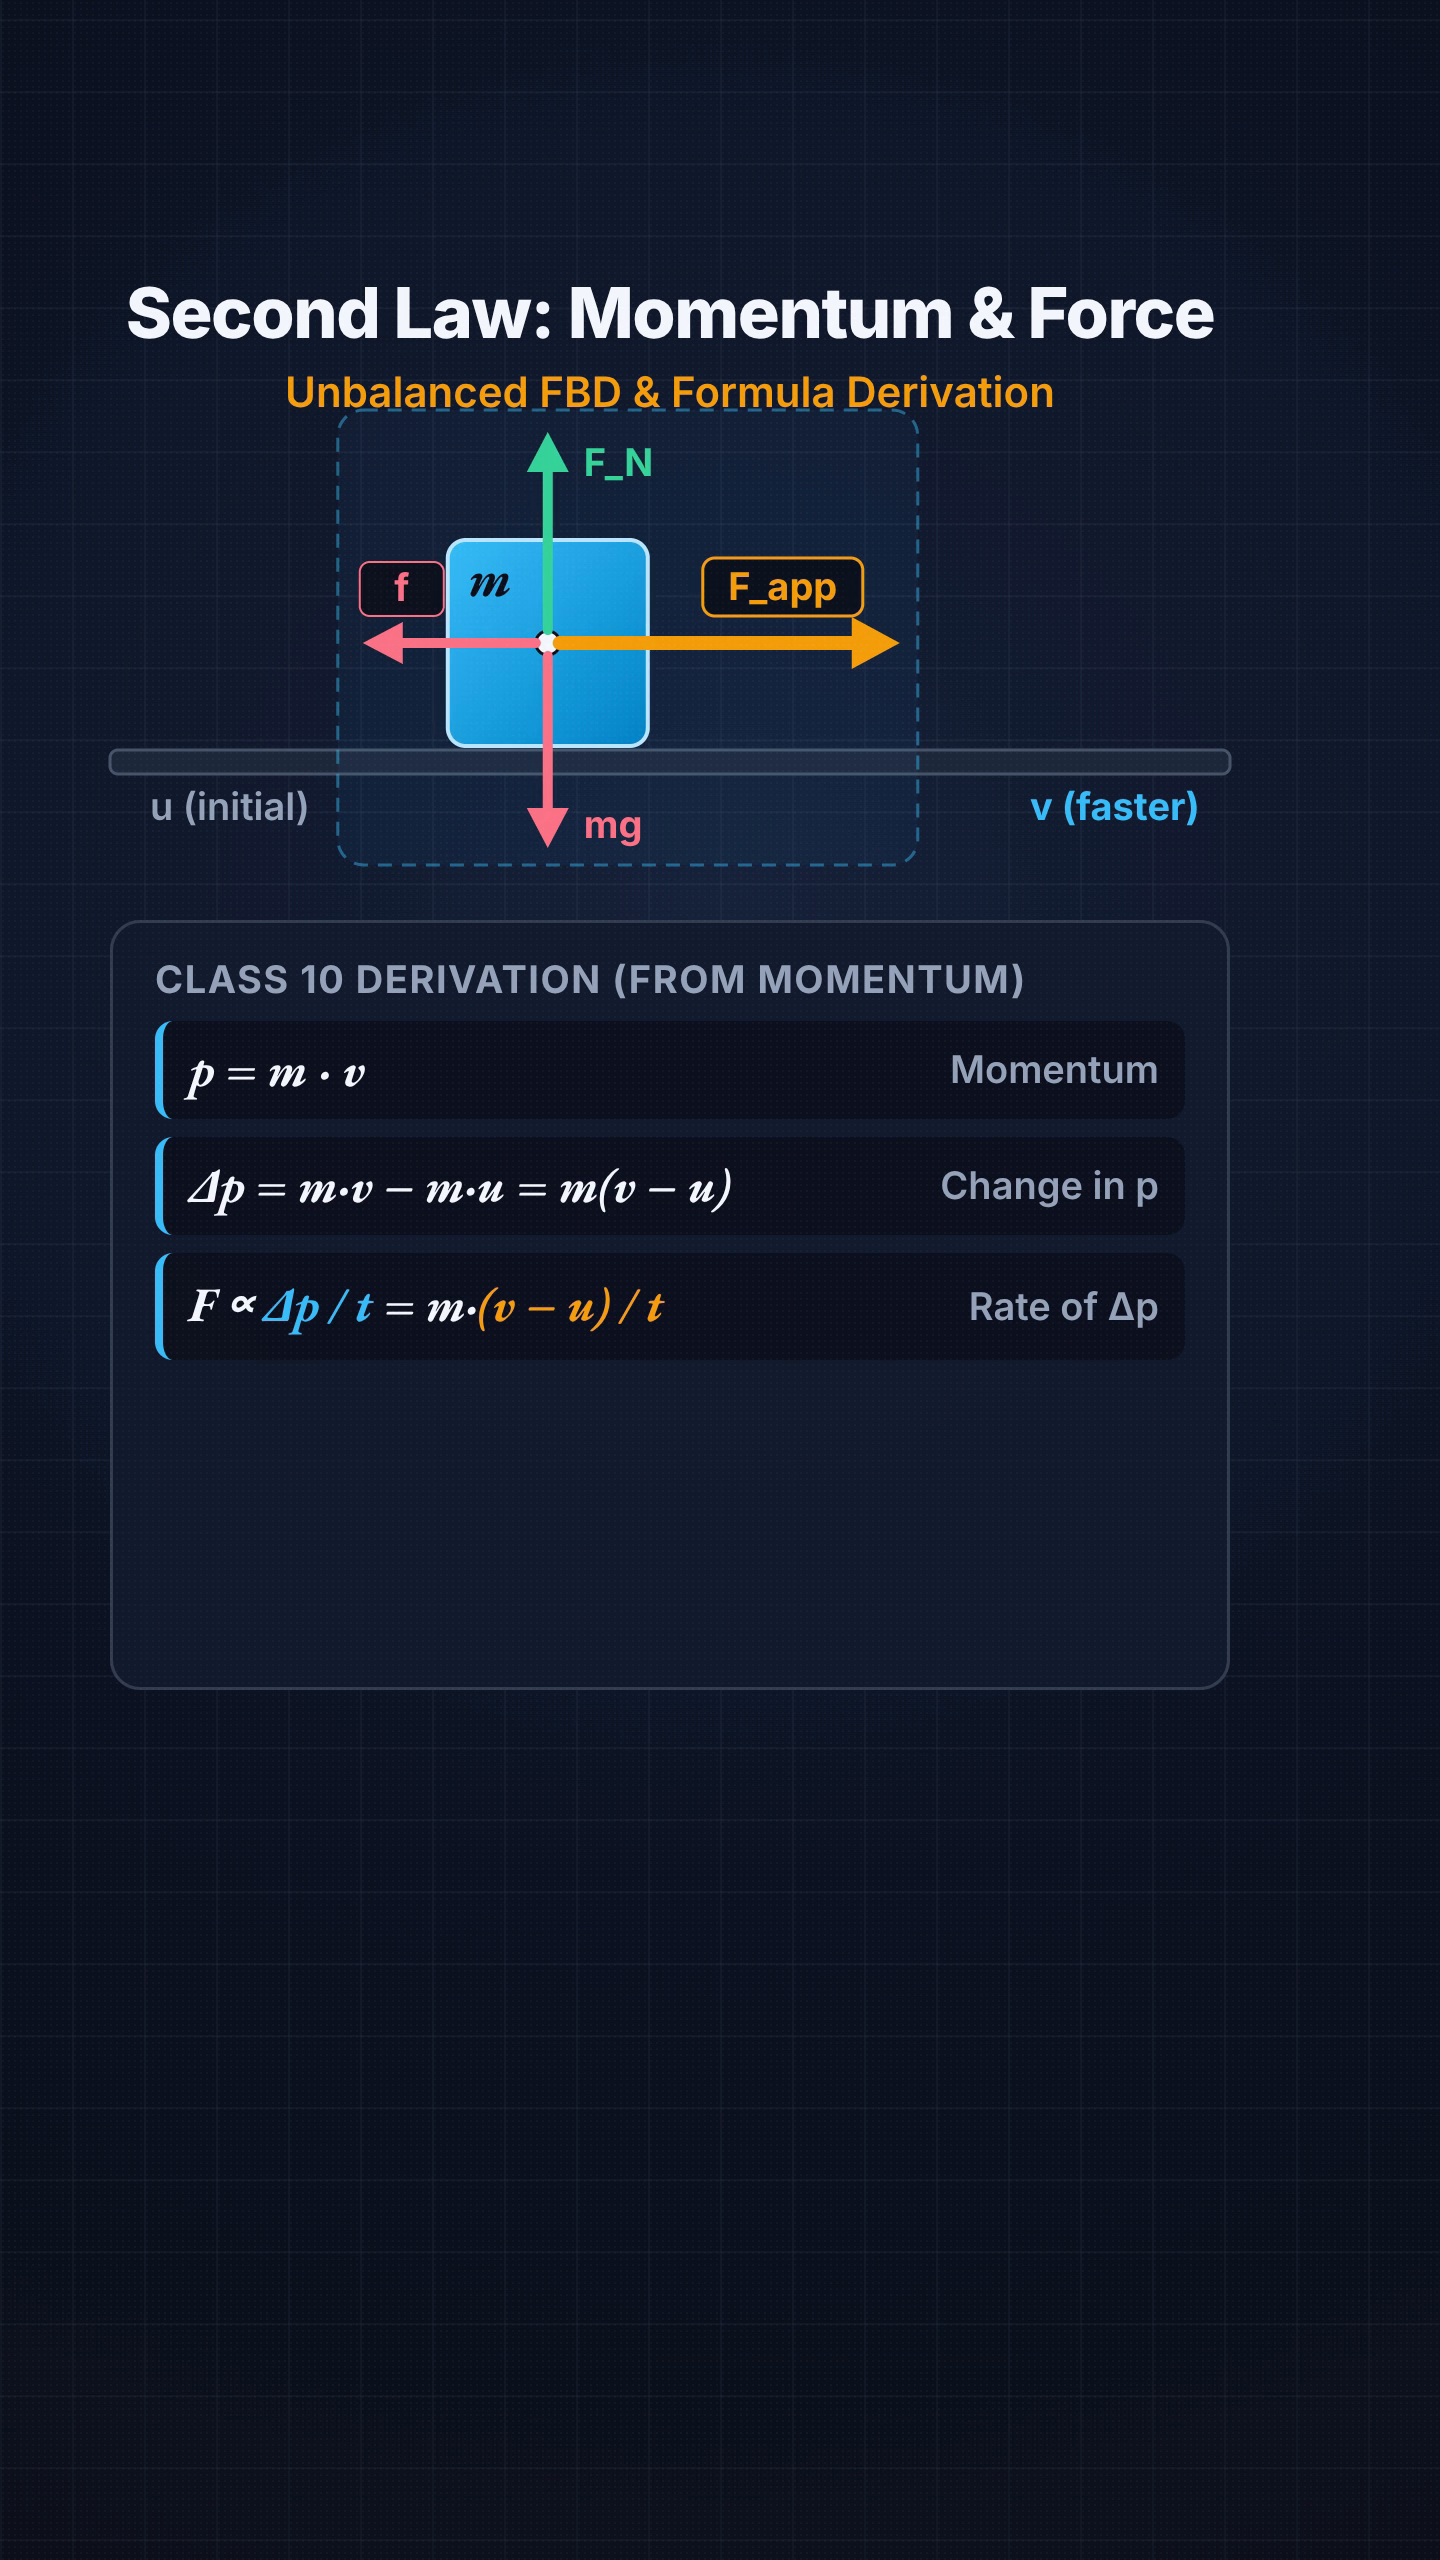 Second Law: Momentum & Force
Unbalanced FBD & Formula Derivation
F_N
f
m
F_app
u (initial)
v (faster)
mg
CLASS 10 DERIVATION (FROM MOMENTUM)
p = m · v Momentum
Δp = m·v − m·u = m(v − u) Change in p
F ∝ Δp / t = m·(v − u) / t Rate of Δp